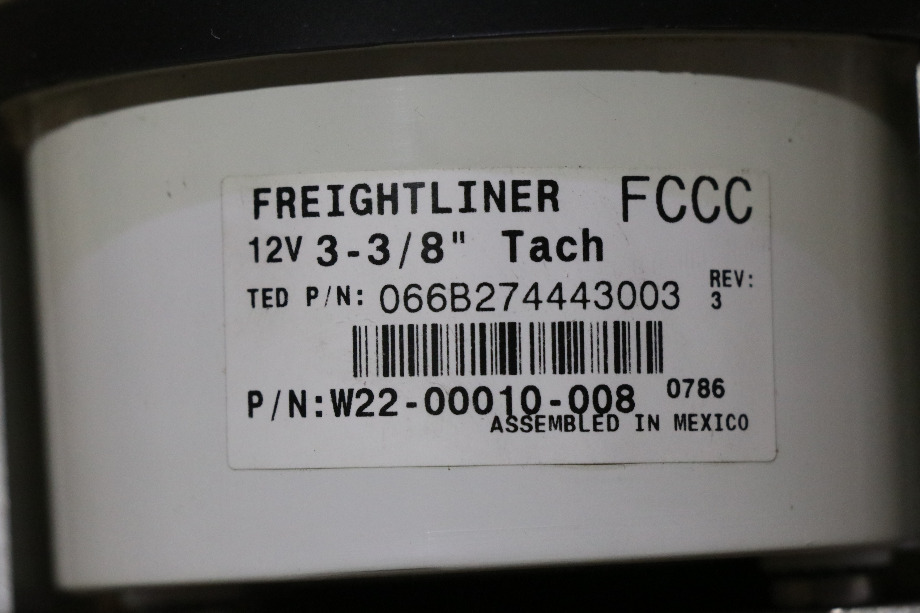 FREIGHTLINER FCCC
12V 3-3/8" Tach
TED P/N: 066B274443003 REV: 3
P/N:W22-00010-008 0786
ASSEMBLED IN MEXICO